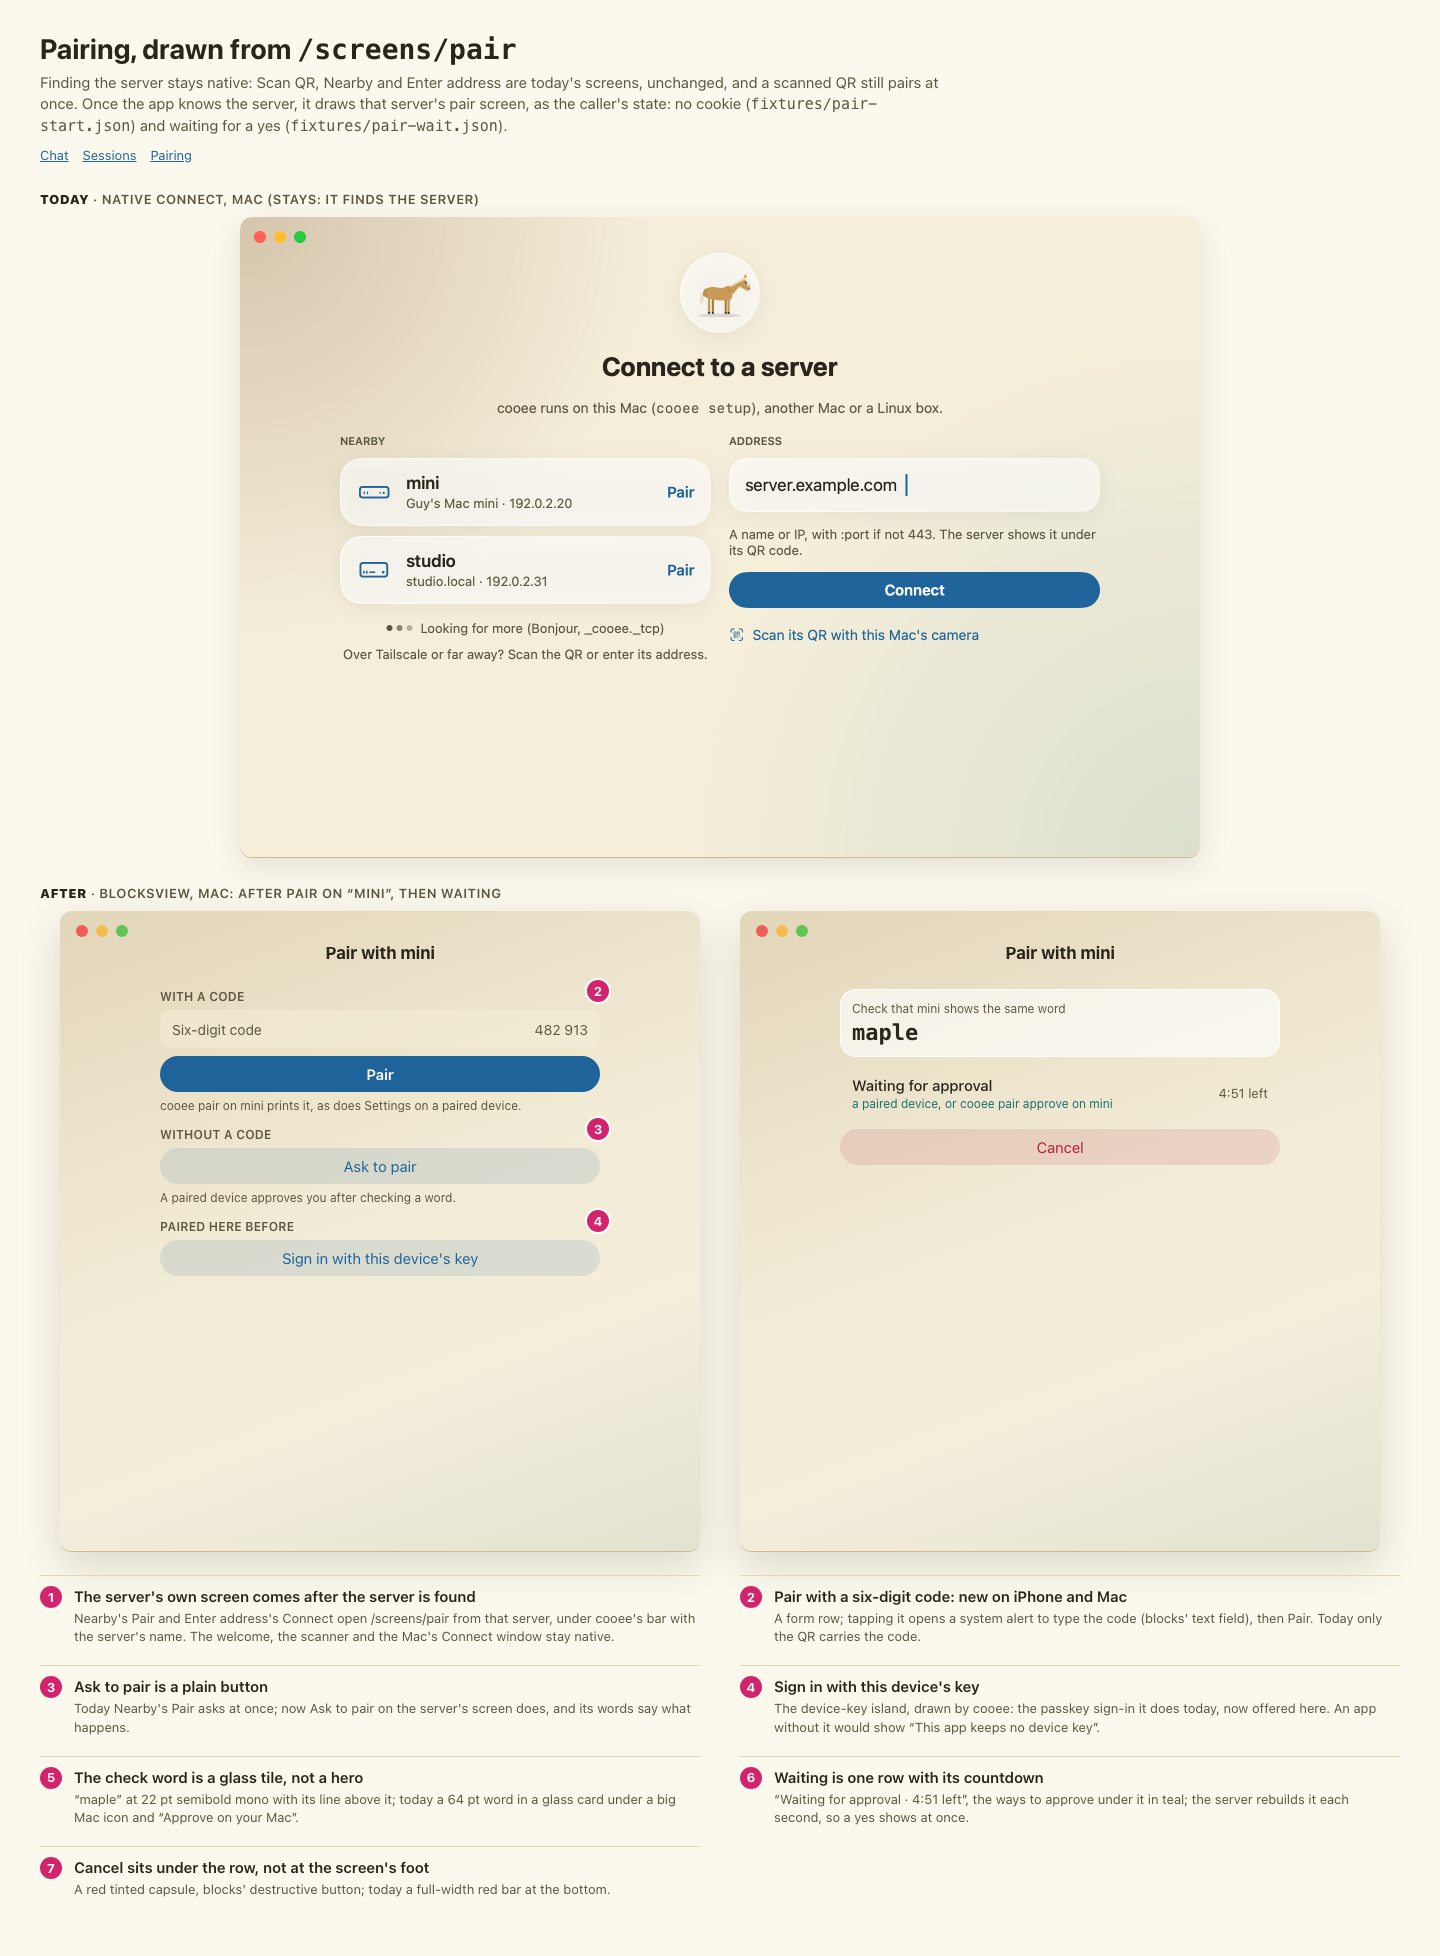 Pairing, drawn from /screens/pair
Finding the server stays native: Scan QR, Nearby and Enter address are today's screens, unchanged, and a scanned QR still pairs at
once. Once the app knows the server, it draws that server's pair screen, as the caller's state: no cookie (fixtures/pair-
start.json) and waiting for a yes (fixtures/pair-wait.json).
Chat Sessions Pairing
TODAY · NATIVE CONNECT, MAC (STAYS: IT FINDS THE SERVER)
Connect to a server
cooee runs on this Mac (cooee setup), another Mac or a Linux box.
NEARBY
mini
Guy's Mac mini · 192.0.2.20
Pair
studio
studio.local · 192.0.2.31
Pair
Looking for more (Bonjour, _cooee._tcp)
Over Tailscale or far away? Scan the QR or enter its address.
ADDRESS
server.example.com
A name or IP, with :port if not 443. The server shows it under
its QR code.
Connect
Scan its QR with this Mac's camera
AFTER · BLOCKSVIEW, MAC: AFTER PAIR ON “MINI”, THEN WAITING
Pair with mini
WITH A CODE
2
Six-digit code 482 913
Pair
cooee pair on mini prints it, as does Settings on a paired device.
WITHOUT A CODE
3
Ask to pair
A paired device approves you after checking a word.
PAIRED HERE BEFORE
4
Sign in with this device's key
Pair with mini
Check that mini shows the same word
maple
Waiting for approval
a paired device, or cooee pair approve on mini
4:51 left
Cancel
1 The server's own screen comes after the server is found
Nearby's Pair and Enter address's Connect open /screens/pair from that server, under cooee's bar with
the server's name. The welcome, the scanner and the Mac's Connect window stay native.
2 Pair with a six-digit code: new on iPhone and Mac
A form row; tapping it opens a system alert to type the code (blocks' text field), then Pair. Today only
the QR carries the code.
3 Ask to pair is a plain button
Today Nearby's Pair asks at once; now Ask to pair on the server's screen does, and its words say what
happens.
4 Sign in with this device's key
The device-key island, drawn by cooee: the passkey sign-in it does today, now offered here. An app
without it would show “This app keeps no device key”.
5 The check word is a glass tile, not a hero
“maple” at 22 pt semibold mono with its line above it; today a 64 pt word in a glass card under a big
Mac icon and “Approve on your Mac”.
6 Waiting is one row with its countdown
“Waiting for approval · 4:51 left”, the ways to approve under it in teal; the server rebuilds it each
second, so a yes shows at once.
7 Cancel sits under the row, not at the screen's foot
A red tinted capsule, blocks' destructive button; today a full-width red bar at the bottom.